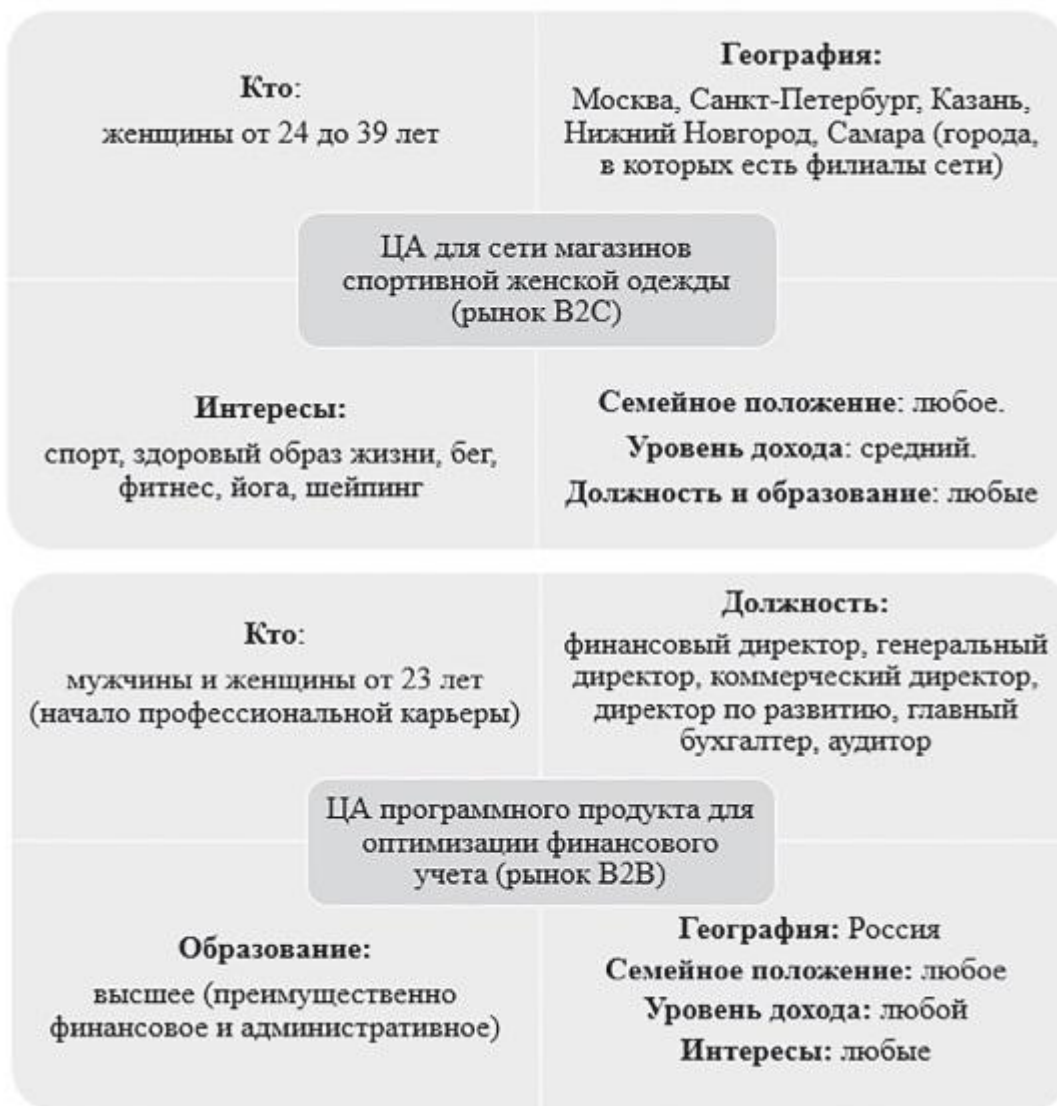 Кто:
женщины от 24 до 39 лет
География:
Москва, Санкт-Петербург, Казань,
Нижний Новгород, Самара (города,
в которых есть филиалы сети)
ЦА для сети магазинов
спортивной женской одежды
(рынок B2C)
Интересы:
спорт, здоровый образ жизни, бег,
фитнес, йога, шейпинг
Семейное положение: любое.
Уровень дохода: средний.
Должность и образование: любые
Кто:
мужчины и женщины от 23 лет
(начало профессиональной карьеры)
Должность:
финансовый директор, генеральный
директор, коммерческий директор,
директор по развитию, главный
бухгалтер, аудитор
ЦА программного продукта для
оптимизации финансового
учета (рынок B2B)
Образование:
высшее (преимущественно
финансовое и административное)
География: Россия
Семейное положение: любое
Уровень дохода: любой
Интересы: любые